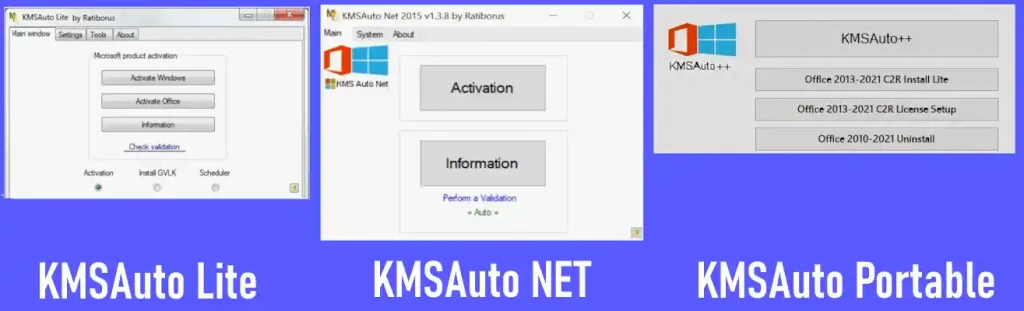 KMSAuto Lite by Ratiborus
Main window Settings Tools About
Microsoft product activation
Activate Windows
Activate Office
Information
Check validation
Activation Install GVLK Scheduler
KMSAuto Net 2015 v1.3.8 by Ratiborus
Main System About
KMS Auto Net
Activation
Information
Perform a Validation
« Auto »
KMSAuto++
KMSAuto++
Office 2013-2021 C2R Install Lite
Office 2013-2021 C2R License Setup
Office 2010-2021 Uninstall
KMSAuto Lite
KMSAuto NET
KMSAuto Portable